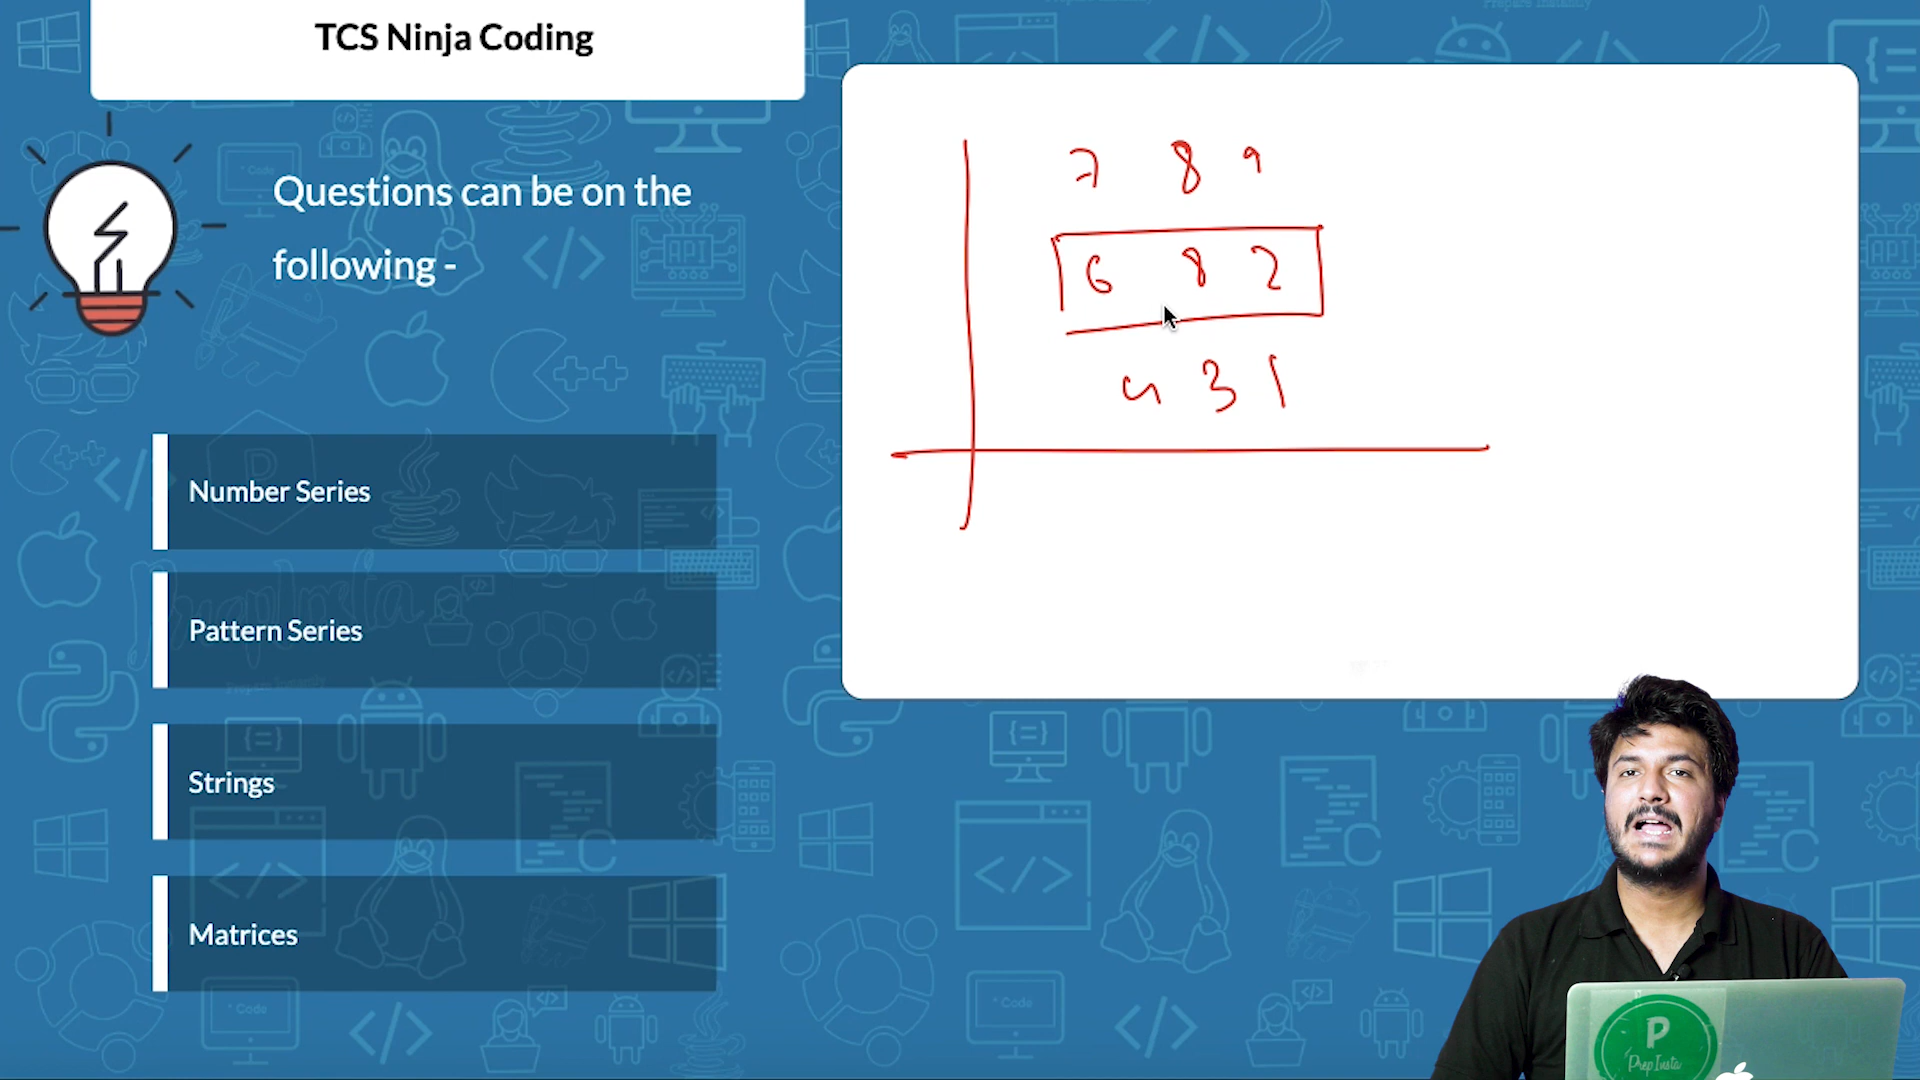 TCS Ninja Coding
Questions can be on the
following -
Number Series
Pattern Series
Strings
Matrices
7 8 9
6 8 2
4 3 1
P
PrepInsta